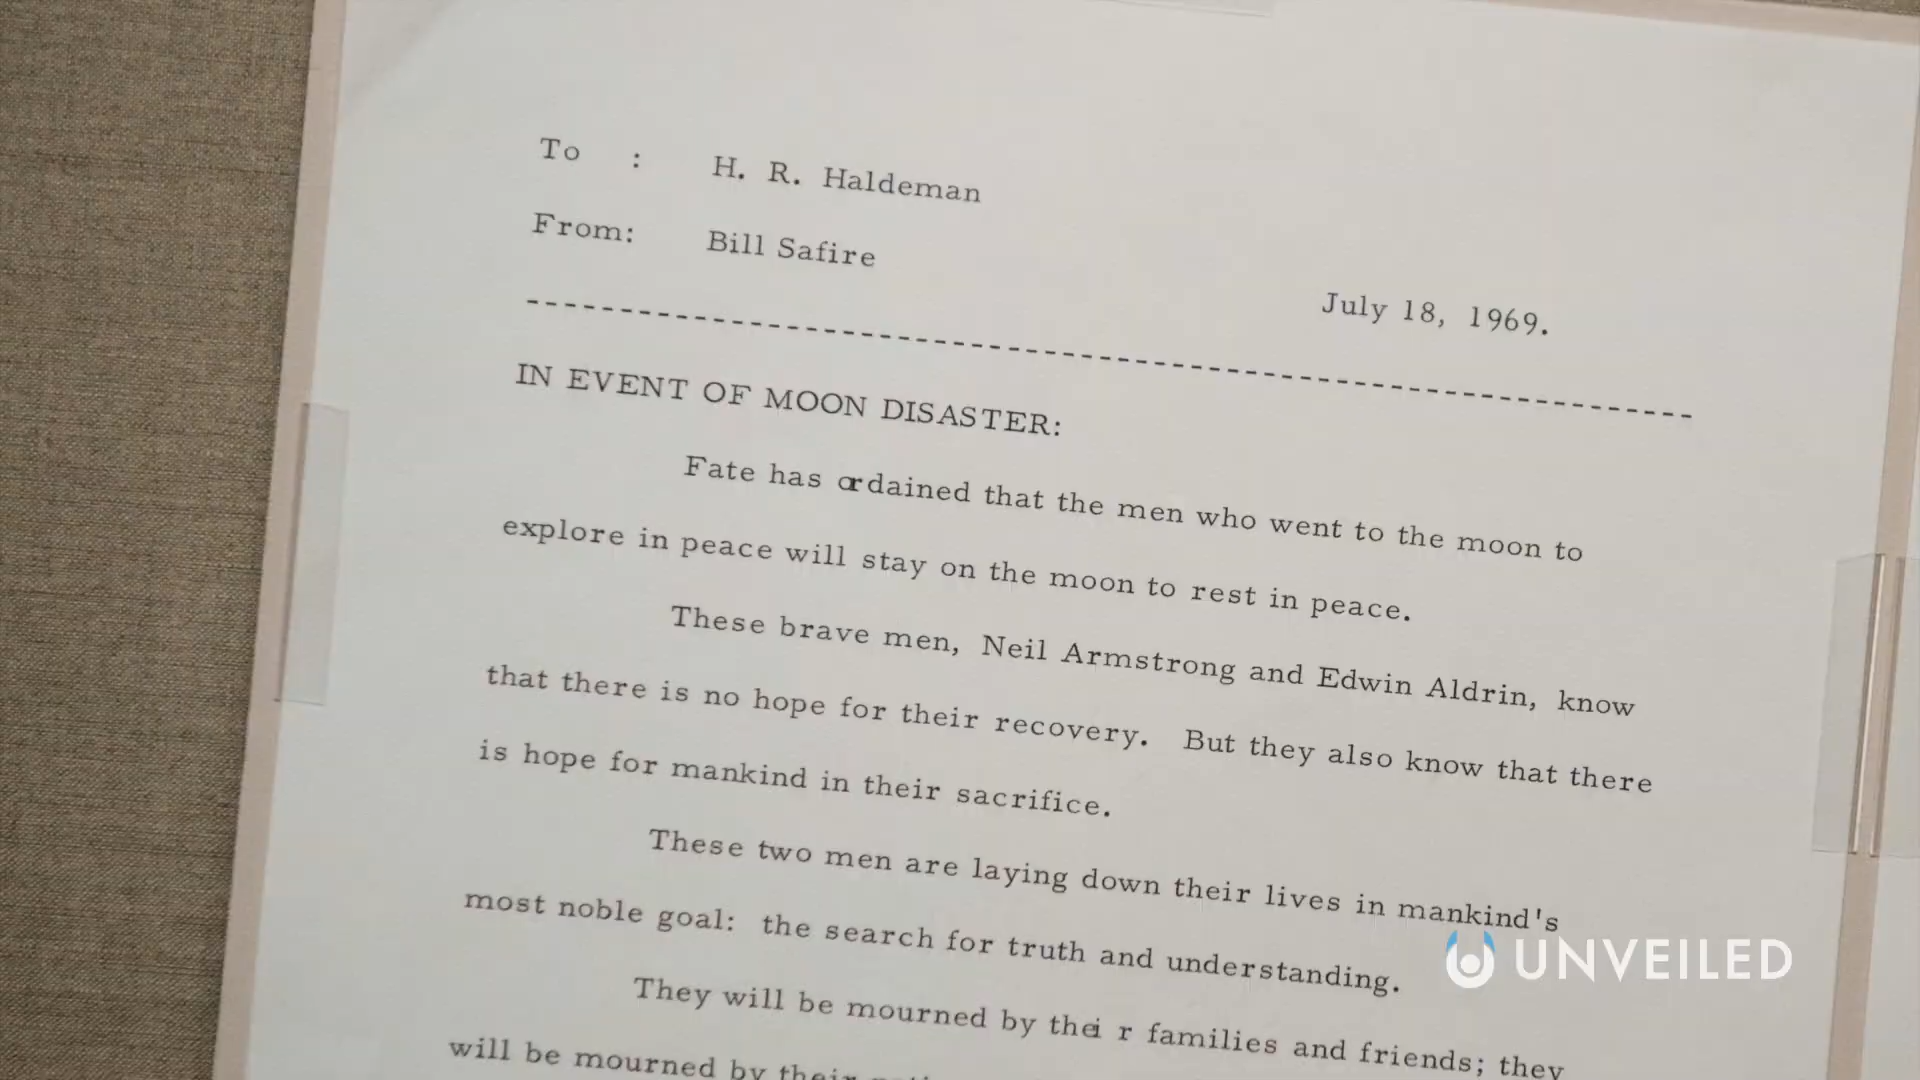 To : H. R. Haldeman
From: Bill Safire
July 18, 1969.
--------------------------------------------------------------
IN EVENT OF MOON DISASTER:
Fate has ordained that the men who went to the moon to
explore in peace will stay on the moon to rest in peace.
These brave men, Neil Armstrong and Edwin Aldrin, know
that there is no hope for their recovery. But they also know that there
is hope for mankind in their sacrifice.
These two men are laying down their lives in mankind's
most noble goal: the search for truth and understanding.
UNVEILED
They will be mourned by thei r families and friends; they
will be mourned by their